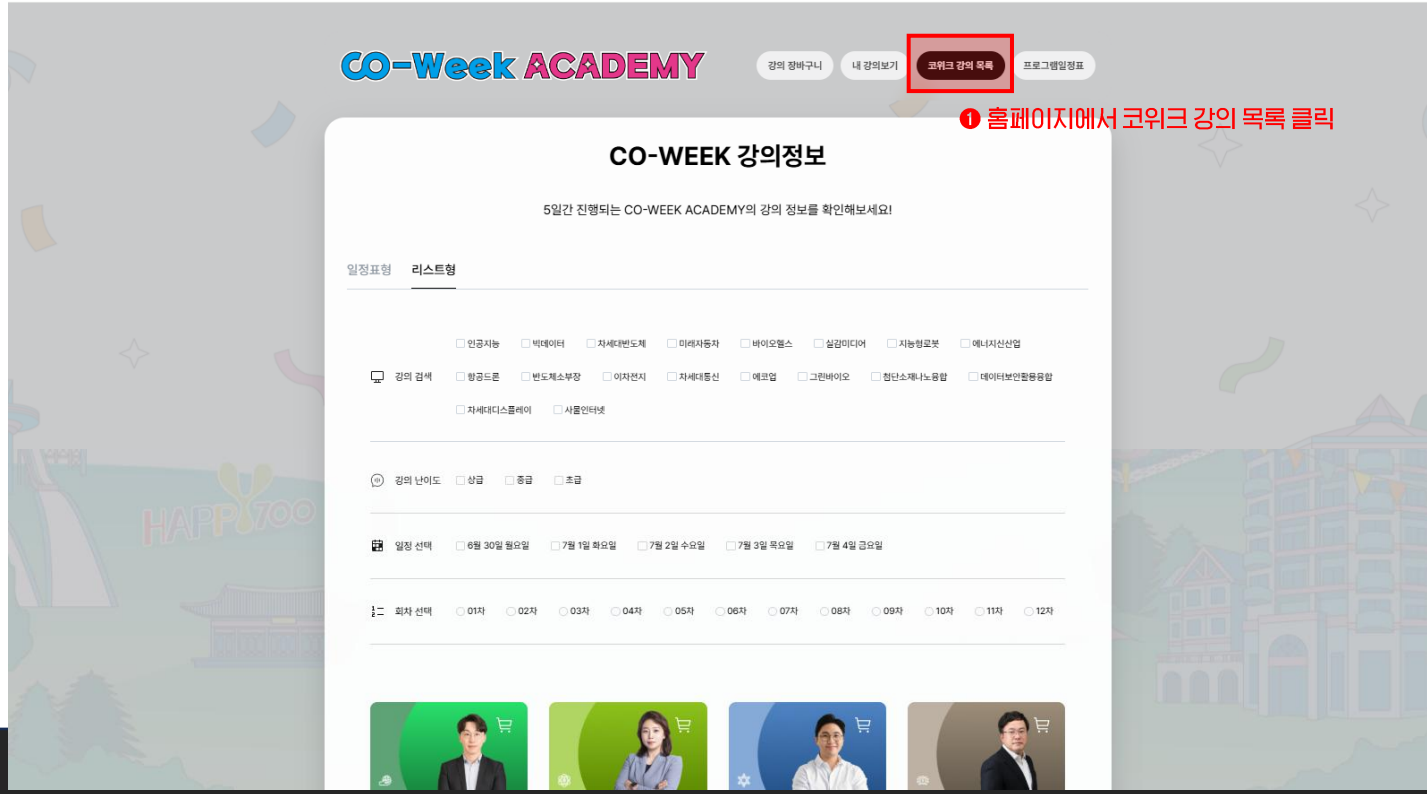 CO-Week ACADEMY
강의 장바구니 내 강의보기 코위크 강의 목록 프로그램일정표
❶ 홈페이지에서 코위크 강의 목록 클릭
CO-WEEK 강의정보
5일간 진행되는 CO-WEEK ACADEMY의 강의 정보를 확인해보세요!
일정표형 리스트형
인공지능 빅데이터 차세대반도체 미래자동차 바이오헬스 실감미디어 지능형로봇 에너지신산업
강의 검색 항공드론 반도체소부장 이차전지 차세대통신 에코업 그린바이오 첨단소재나노융합 데이터보안활용융합
차세대디스플레이 사물인터넷
강의 난이도 상급 중급 초급
일정 선택 6월 30일 월요일 7월 1일 화요일 7월 2일 수요일 7월 3일 목요일 7월 4일 금요일
회차 선택 01차 02차 03차 04차 05차 06차 07차 08차 09차 10차 11차 12차
HAPPY700